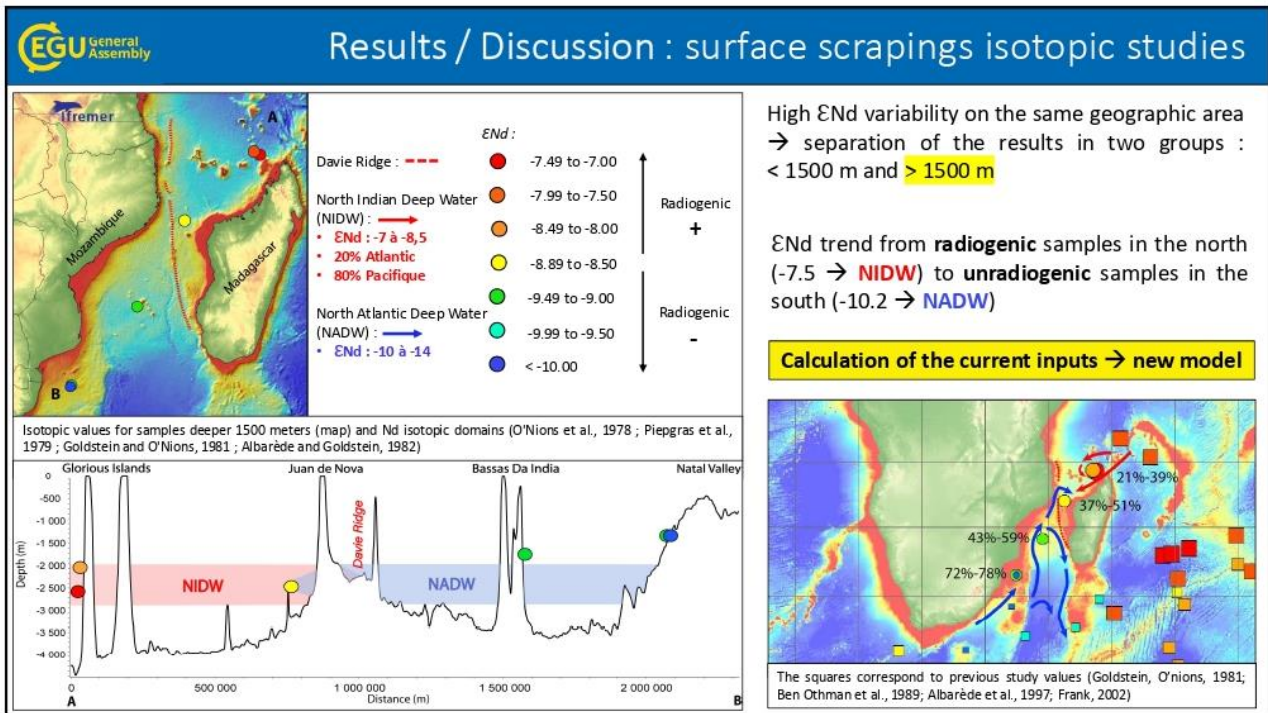 EGU General Assembly
Results / Discussion : surface scrapings isotopic studies
Ifremer
A
Mozambique
Madagascar
B
Davie Ridge :
North Indian Deep Water
(NIDW) :
• ƐNd : -7 à -8,5
• 20% Atlantic
• 80% Pacifique
North Atlantic Deep Water
(NADW) :
• ƐNd : -10 à -14
ƐNd :
-7.49 to -7.00
-7.99 to -7.50
-8.49 to -8.00
-8.89 to -8.50
-9.49 to -9.00
-9.99 to -9.50
< -10.00
Radiogenic
+
Radiogenic
-
Isotopic values for samples deeper 1500 meters (map) and Nd isotopic domains (O'Nions et al., 1978 ; Piepgras et al.,
1979 ; Goldstein and O'Nions, 1981 ; Albarède and Goldstein, 1982)
Glorious Islands
Juan de Nova
Bassas Da India
Natal Valley
Davie Ridge
NIDW
NADW
Depth (m)
0
-500
-1 000
-1 500
-2 000
-2 500
-3 000
-3 500
-4 000
0
0
0
0
500 000
1 000 000
1 500 000
2 000 000
A
Distance (m)
B
High ƐNd variability on the same geographic area
→ separation of the results in two groups :
< 1500 m and > 1500 m
ƐNd trend from radiogenic samples in the north
(-7.5 → NIDW) to unradiogenic samples in the
south (-10.2 → NADW)
Calculation of the current inputs → new model
21%-39%
37%-51%
43%-59%
72%-78%
The squares correspond to previous study values (Goldstein, O'nions, 1981;
Ben Othman et al., 1989; Albarède et al., 1997; Frank, 2002)